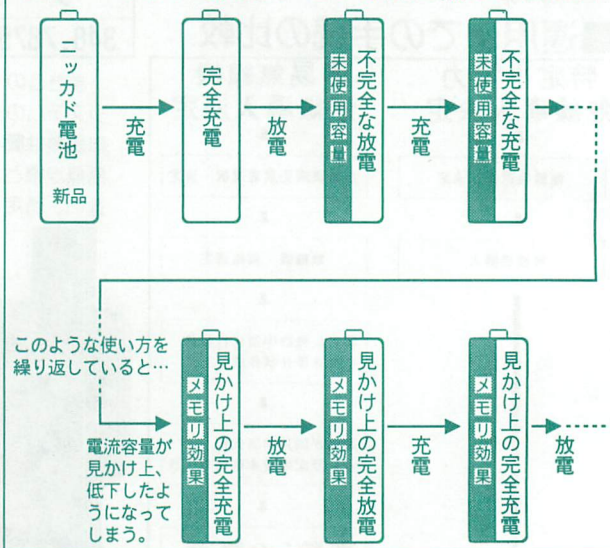 ニッカド電池
新品
充電
完全充電
放電
未使用容量
不完全な放電
充電
未使用容量
不完全な充電
このような使い方を
繰り返していると…
電流容量が
見かけ上、
低下したよ
うになって
しまう。
メモリ効果
見かけ上の完全充電
放電
メモリ効果
見かけ上の完全放電
充電
メモリ効果
見かけ上の完全充電
放電